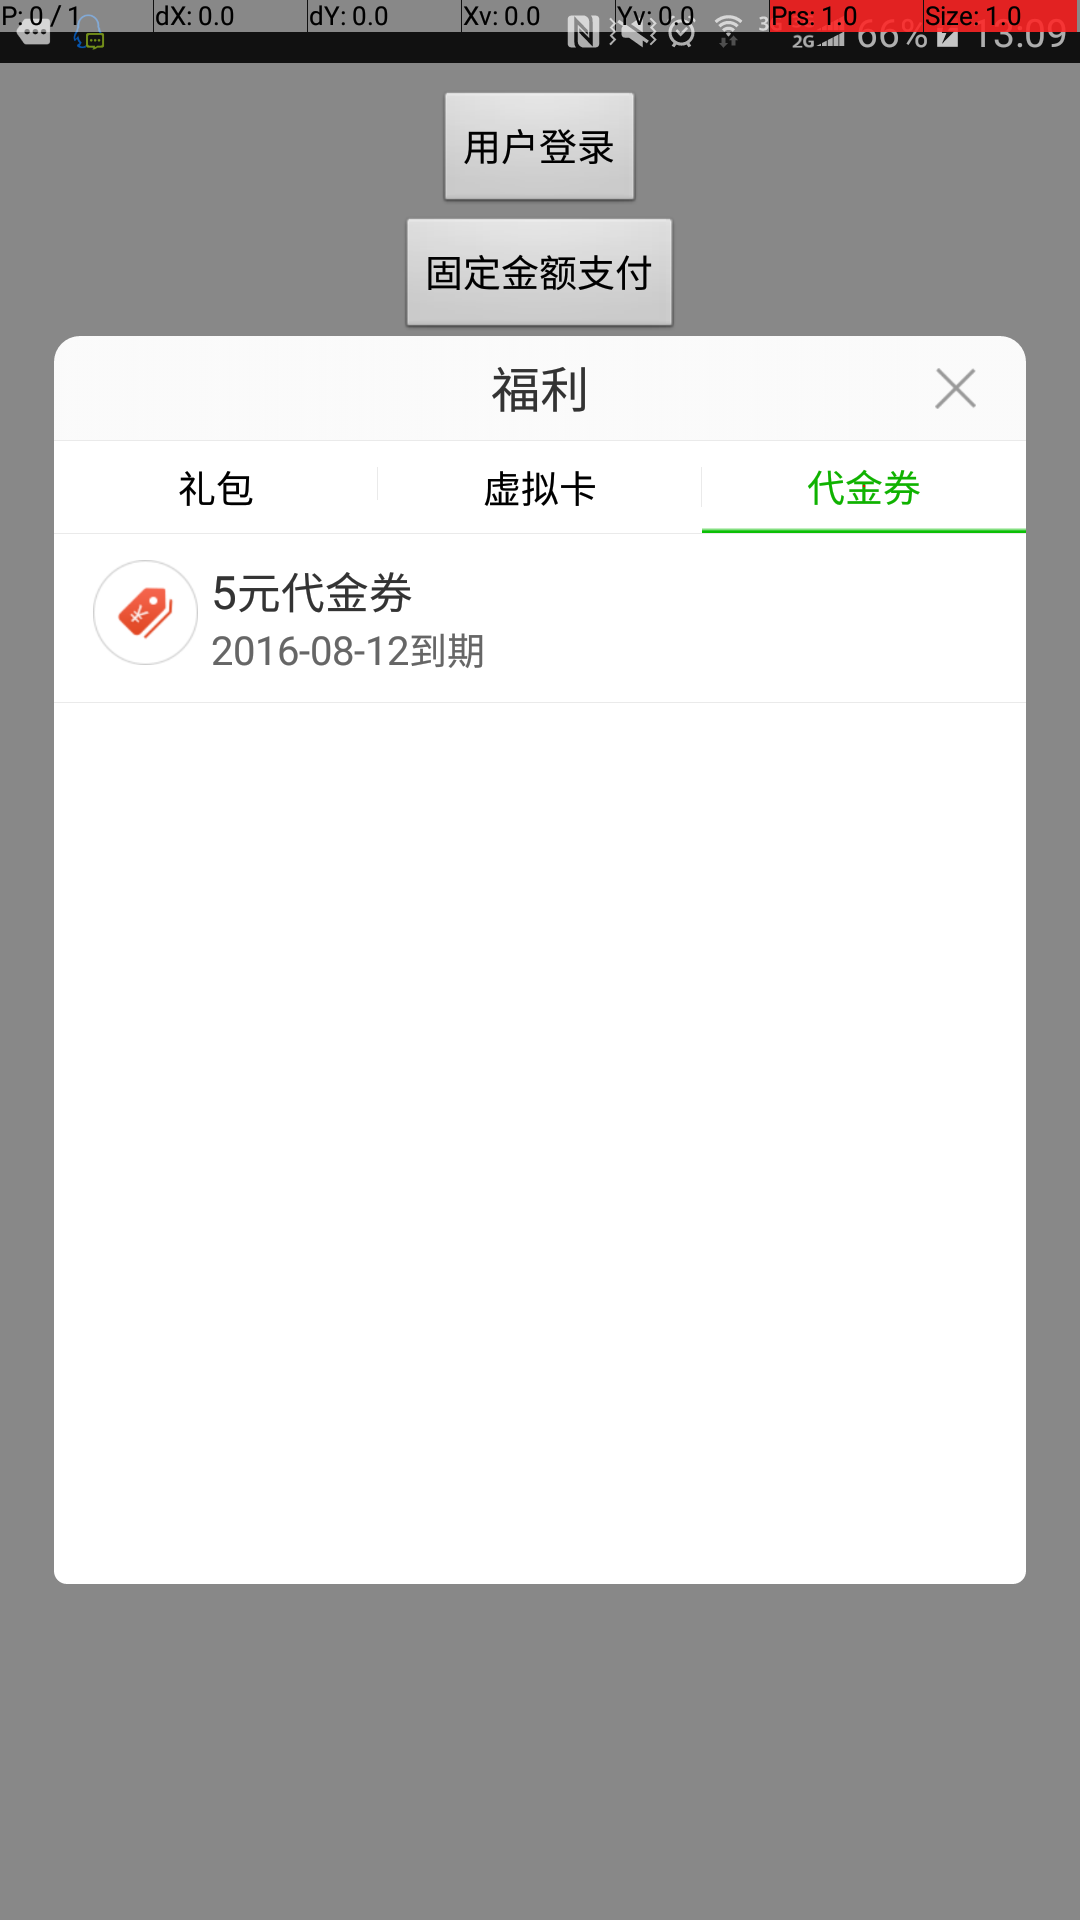 P: 0 / 1 dX: 0.0 dY: 0.0 Xv: 0.0 Yv: 0.0 Prs: 1.0 Size: 1.0
2G 66% 13:09
用户登录
固定金额支付
福利
礼包 虚拟卡 代金券
5元代金券
2016-08-12到期